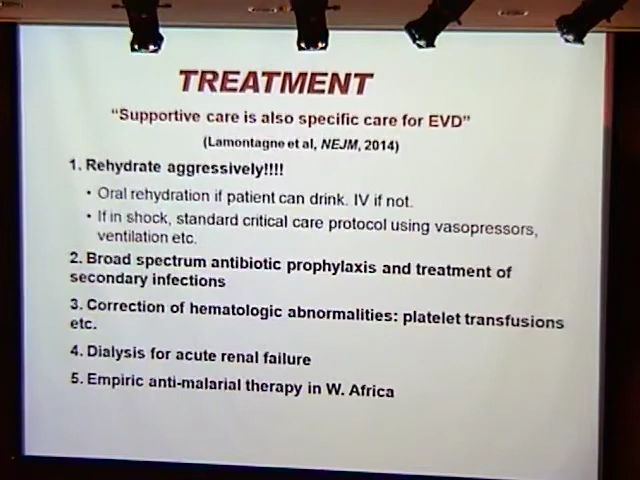 TREATMENT
“Supportive care is also specific care for EVD”
(Lamontagne et al, NEJM, 2014)
1. Rehydrate aggressively!!!!
• Oral rehydration if patient can drink. IV if not.
• If in shock, standard critical care protocol using vasopressors,
ventilation etc.
2. Broad spectrum antibiotic prophylaxis and treatment of
secondary infections
3. Correction of hematologic abnormalities: platelet transfusions
etc.
4. Dialysis for acute renal failure
5. Empiric anti-malarial therapy in W. Africa